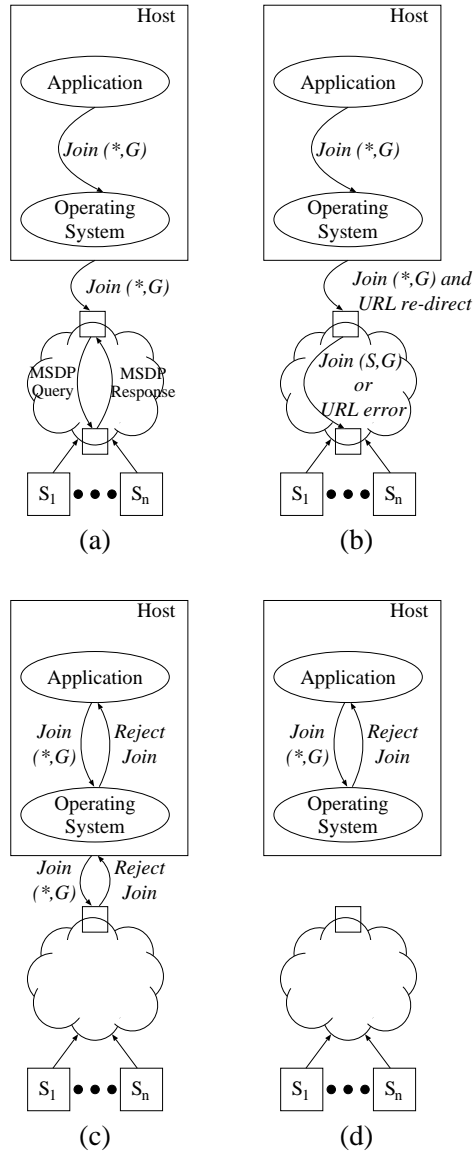 Host
Application
Join (*,G)
Operating
System
Join (*,G)
MSDP
Query
MSDP
Response
S1
Sn
(a)
Host
Application
Join (*,G)
Operating
System
Join (*,G) and
URL re-direct
Join (S,G)
or
URL error
S1
Sn
(b)
Host
Application
Join
(*,G)
Reject
Join
Operating
System
Join
(*,G)
Reject
Join
S1
Sn
(c)
Host
Application
Join
(*,G)
Reject
Join
Operating
System
S1
Sn
(d)